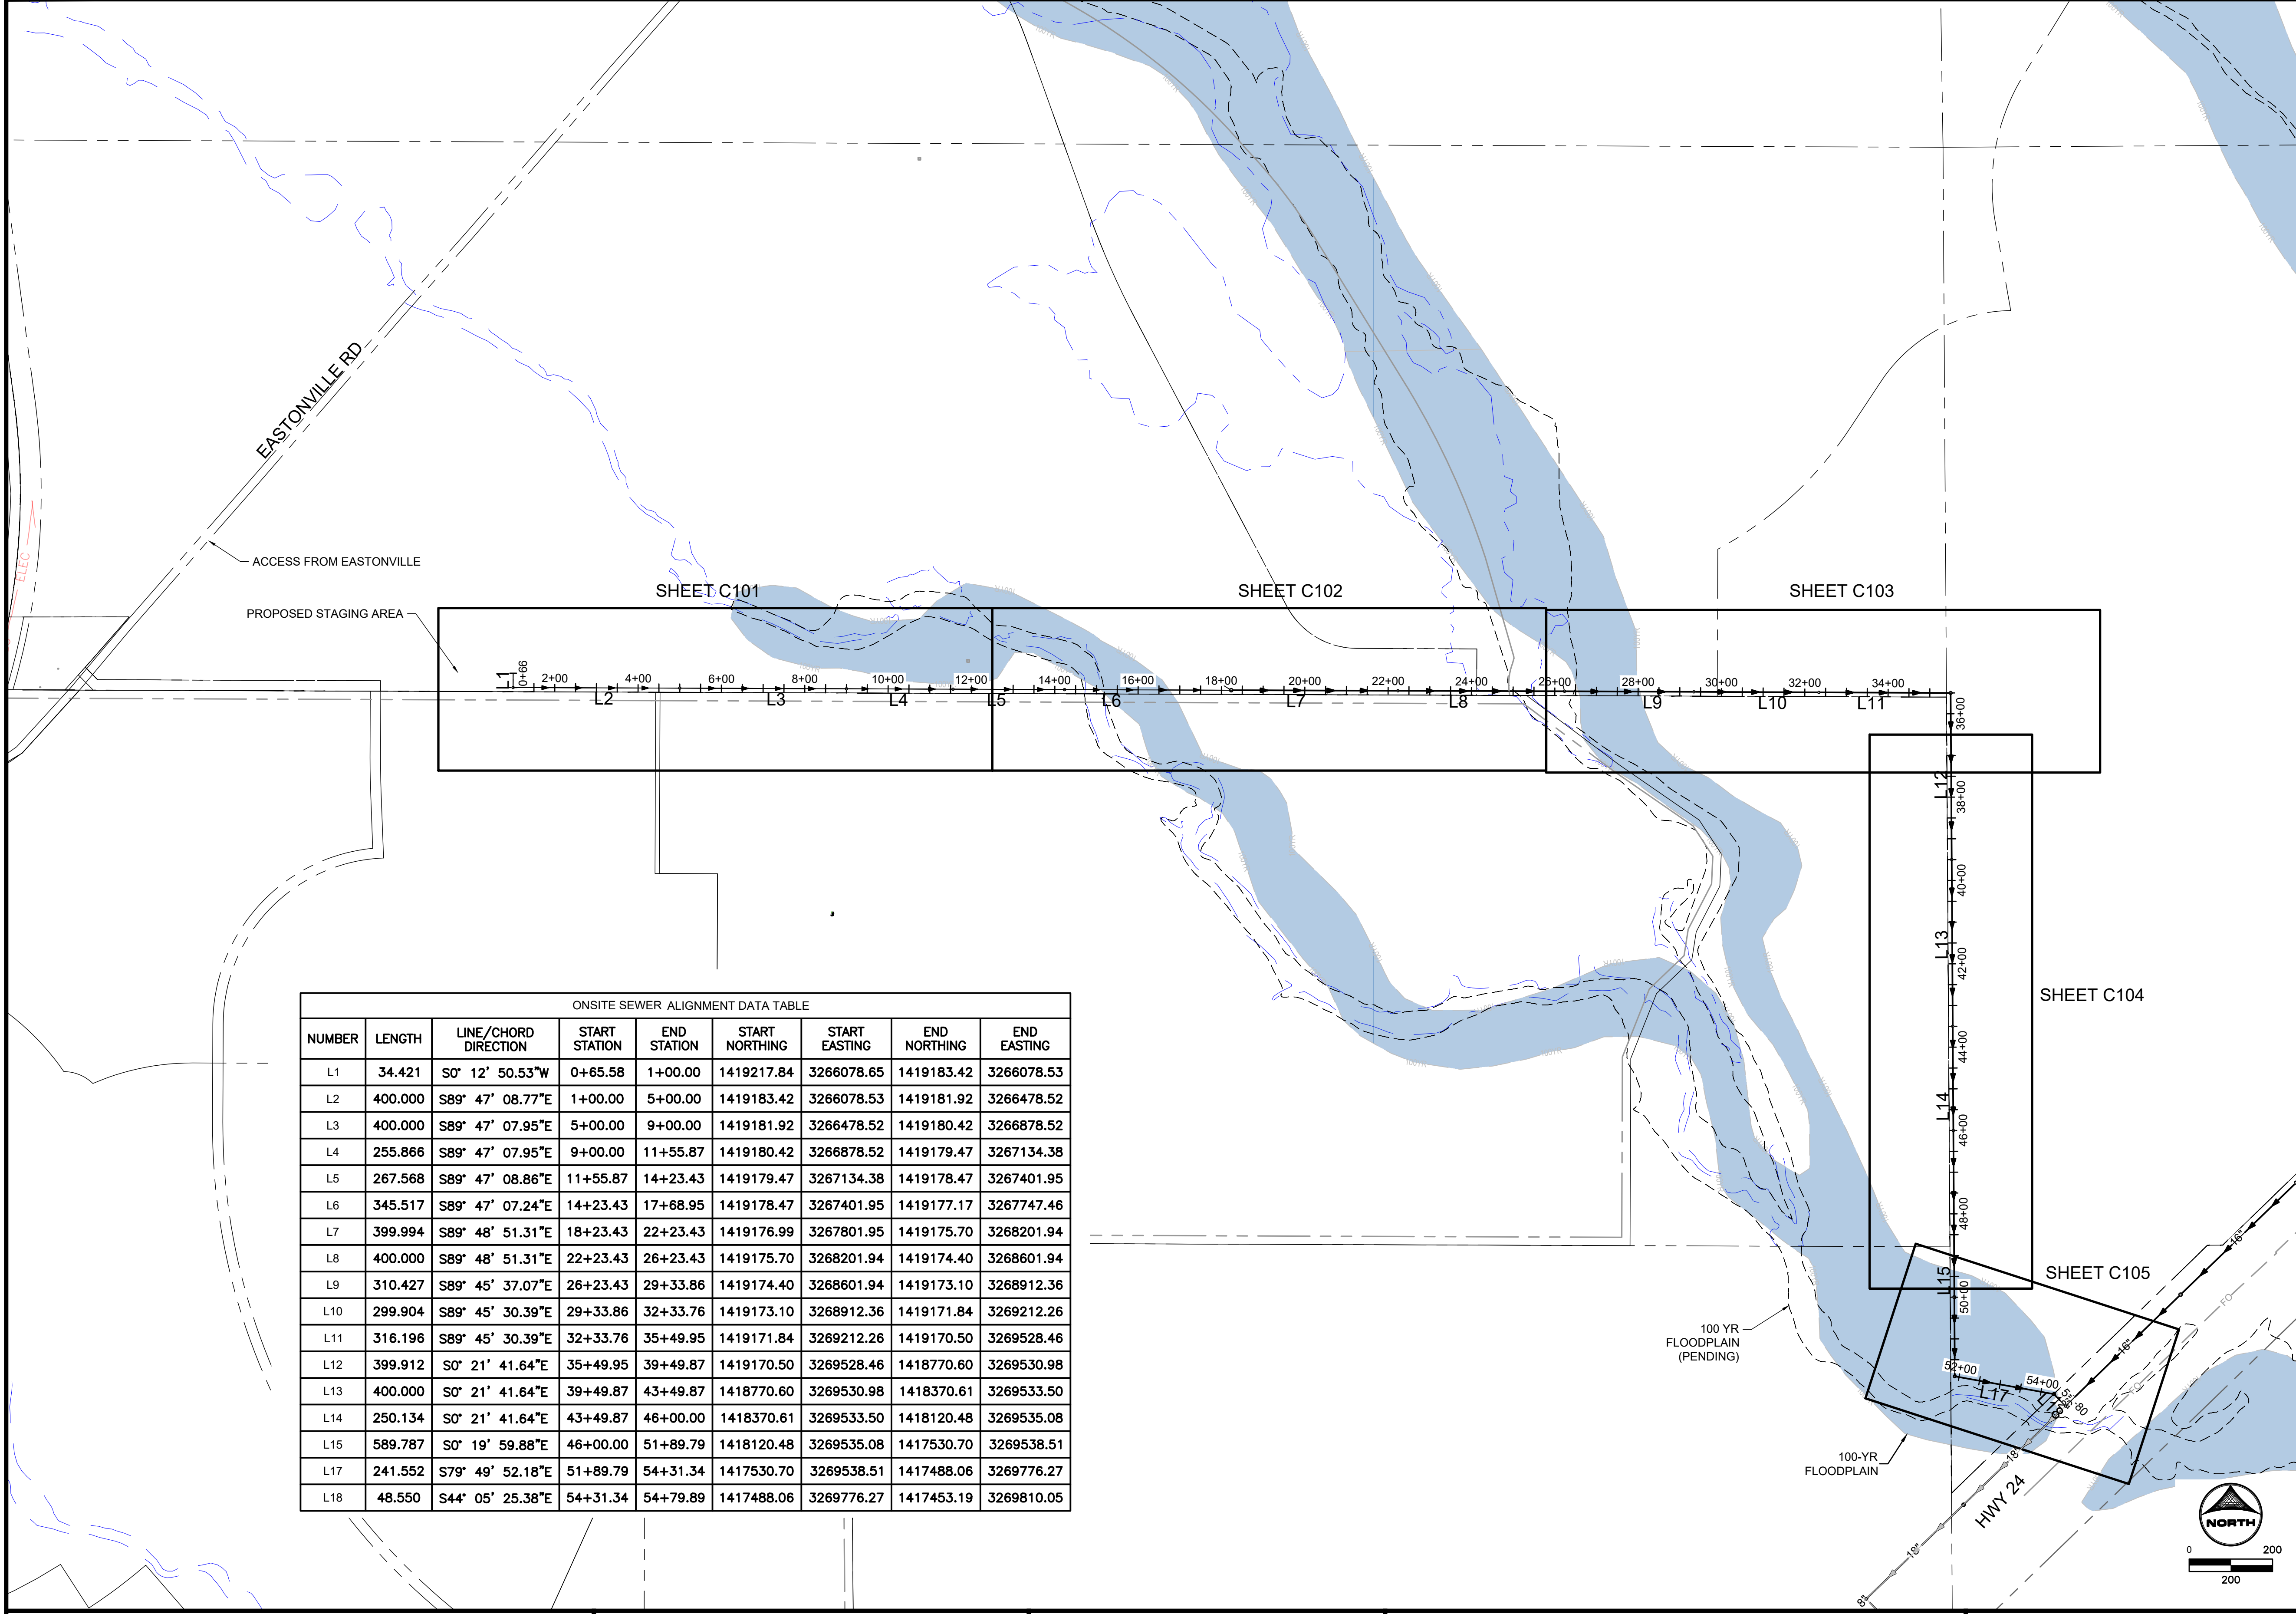 EASTONVILLE RD
ELEC
ACCESS FROM EASTONVILLE
PROPOSED STAGING AREA
SHEET C101
SHEET C102
SHEET C103
L1
0+66
2+00
4+00
6+00
8+00
10+00
12+00
14+00
16+00
18+00
20+00
22+00
24+00
26+00
28+00
30+00
32+00
34+00
L2
L3
L4
L5
L6
L7
L8
L9
L10
L11
36+00
L12
38+00
40+00
L13
42+00
SHEET C104
44+00
L14
46+00
48+00
L15
50+00
SHEET C105
52+00
L17
54+00
L18
16"
16"
FO
FO
18"
18"
8"
HWY 24
100 YR
FLOODPLAIN
(PENDING)
100-YR
FLOODPLAIN
100YR
ONSITE SEWER ALIGNMENT DATA TABLE
NUMBER LENGTH LINE/CHORD DIRECTION START STATION END STATION START NORTHING START EASTING END NORTHING END EASTING
L1 34.421 S0° 12' 50.53"W 0+65.58 1+00.00 1419217.84 3266078.65 1419183.42 3266078.53
L2 400.000 S89° 47' 08.77"E 1+00.00 5+00.00 1419183.42 3266078.53 1419181.92 3266478.52
L3 400.000 S89° 47' 07.95"E 5+00.00 9+00.00 1419181.92 3266478.52 1419180.42 3266878.52
L4 255.866 S89° 47' 07.95"E 9+00.00 11+55.87 1419180.42 3266878.52 1419179.47 3267134.38
L5 267.568 S89° 47' 08.86"E 11+55.87 14+23.43 1419179.47 3267134.38 1419178.47 3267401.95
L6 345.517 S89° 47' 07.24"E 14+23.43 17+68.95 1419178.47 3267401.95 1419177.17 3267747.46
L7 399.994 S89° 48' 51.31"E 18+23.43 22+23.43 1419176.99 3267801.95 1419175.70 3268201.94
L8 400.000 S89° 48' 51.31"E 22+23.43 26+23.43 1419175.70 3268201.94 1419174.40 3268601.94
L9 310.427 S89° 45' 37.07"E 26+23.43 29+33.86 1419174.40 3268601.94 1419173.10 3268912.36
L10 299.904 S89° 45' 30.39"E 29+33.86 32+33.76 1419173.10 3268912.36 1419171.84 3269212.26
L11 316.196 S89° 45' 30.39"E 32+33.76 35+49.95 1419171.84 3269212.26 1419170.50 3269528.46
L12 399.912 S0° 21' 41.64"E 35+49.95 39+49.87 1419170.50 3269528.46 1418770.60 3269530.98
L13 400.000 S0° 21' 41.64"E 39+49.87 43+49.87 1418770.60 3269530.98 1418370.61 3269533.50
L14 250.134 S0° 21' 41.64"E 43+49.87 46+00.00 1418370.61 3269533.50 1418120.48 3269535.08
L15 589.787 S0° 19' 59.88"E 46+00.00 51+89.79 1418120.48 3269535.08 1417530.70 3269538.51
L17 241.552 S79° 49' 52.18"E 51+89.79 54+31.34 1417530.70 3269538.51 1417488.06 3269776.27
L18 48.550 S44° 05' 25.38"E 54+31.34 54+79.89 1417488.06 3269776.27 1417453.19 3269810.05
NORTH
0 200
200